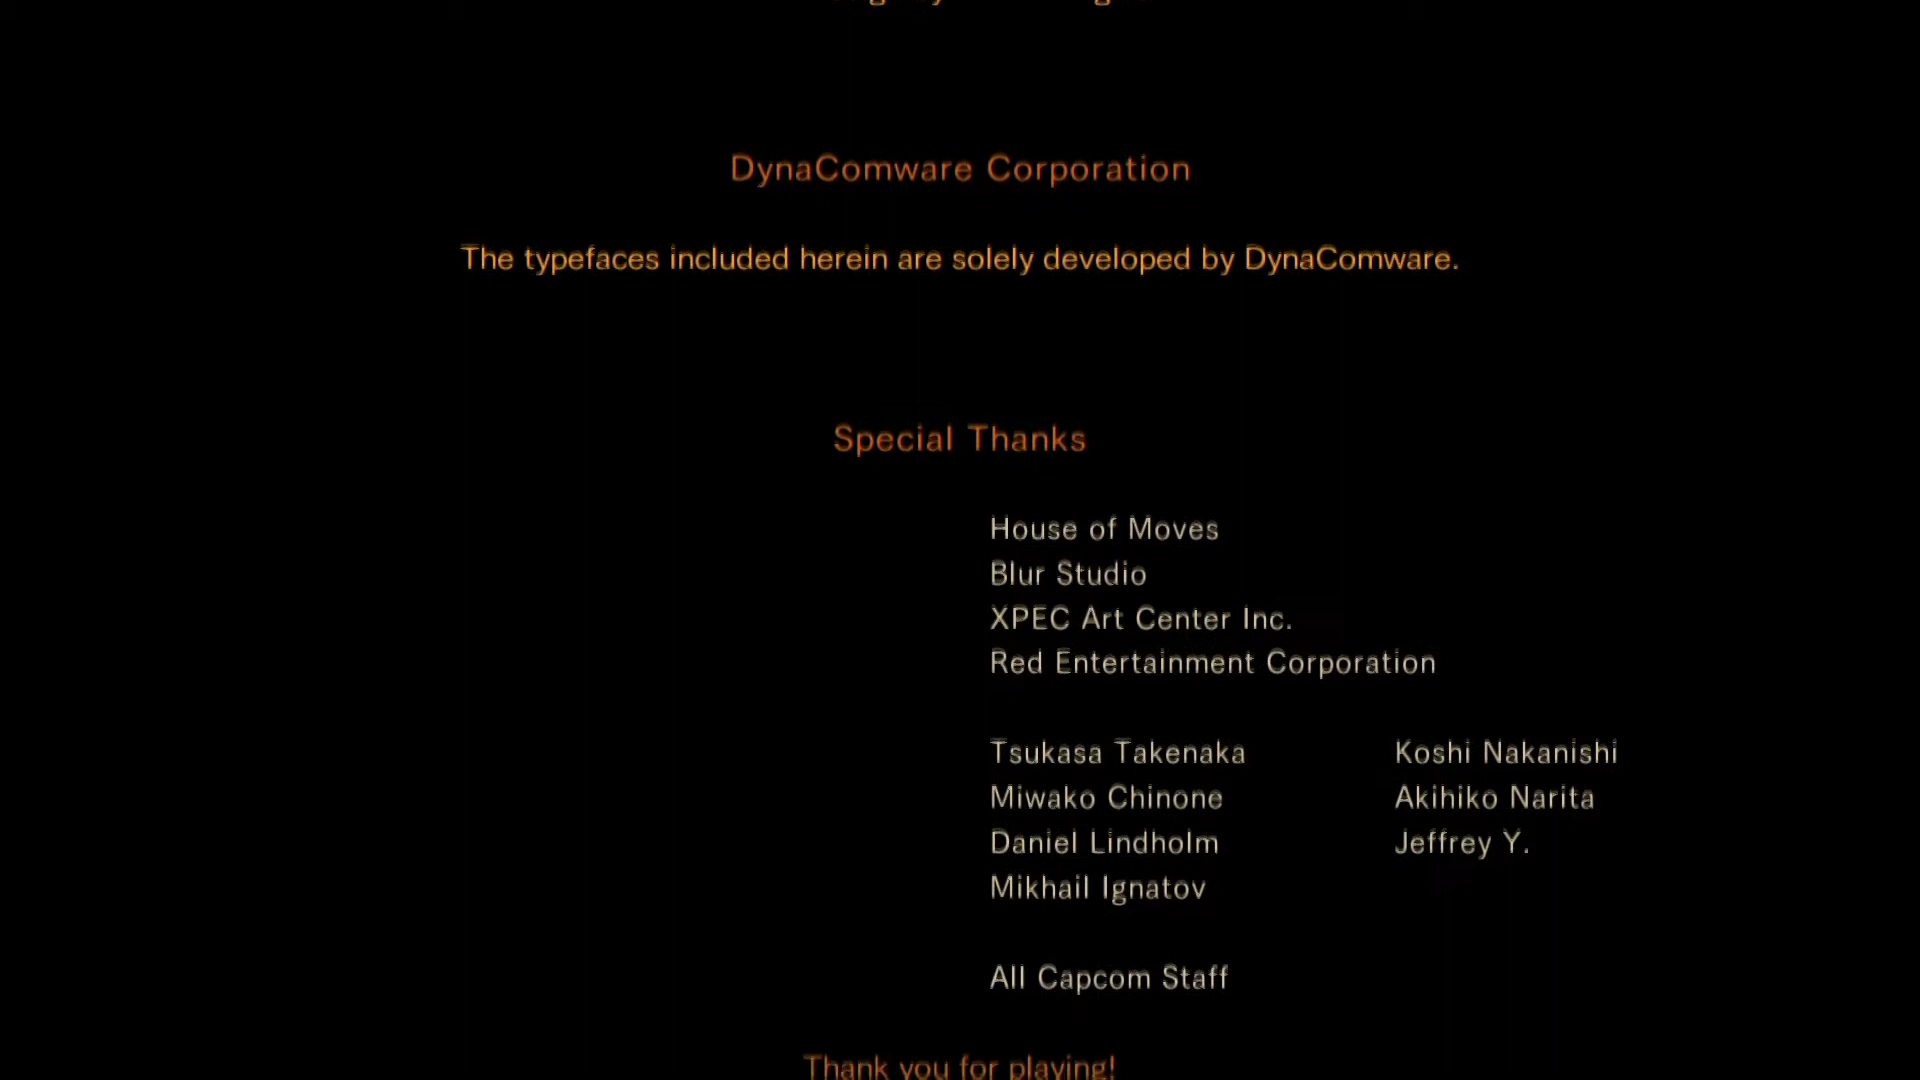 DynaComware Corporation
The typefaces included herein are solely developed by DynaComware.
Special Thanks
House of Moves
Blur Studio
XPEC Art Center Inc.
Red Entertainment Corporation
Tsukasa Takenaka Koshi Nakanishi
Miwako Chinone Akihiko Narita
Daniel Lindholm Jeffrey Y.
Mikhail Ignatov
All Capcom Staff
Thank you for playing!